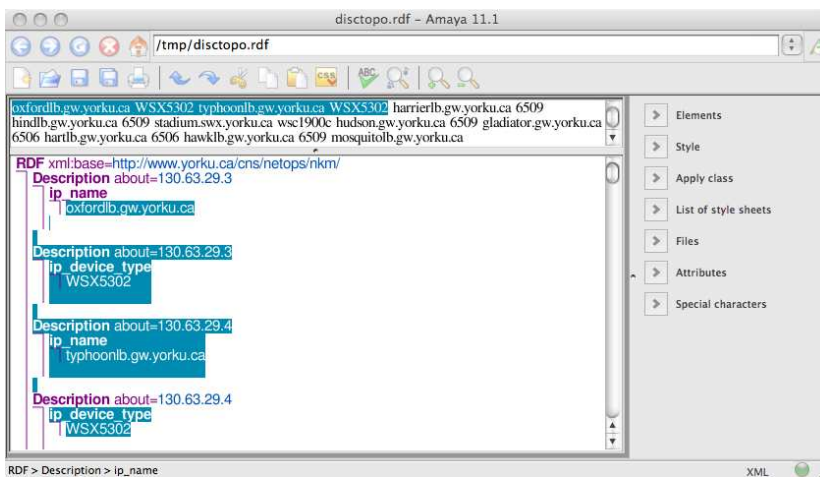 disctopo.rdf - Amaya 11.1
/tmp/disctopo.rdf
ABC
CSS
oxfordlb.gw.yorku.ca WSX5302 typhoonlb.gw.yorku.ca WSX5302 harrierlb.gw.yorku.ca 6509
hindlb.gw.yorku.ca 6509 stadium.swx.yorku.ca wsc1900c hudson.gw.yorku.ca 6509 gladiator.gw.yorku.ca
6506 hartlb.gw.yorku.ca 6506 hawklb.gw.yorku.ca 6509 mosquitolb.gw.yorku.ca
RDF xml:base=http://www.yorku.ca/cns/netops/nkm/
Description about=130.63.29.3
ip_name
oxfordlb.gw.yorku.ca
Description about=130.63.29.3
ip_device_type
WSX5302
Description about=130.63.29.4
ip_name
typhoonlb.gw.yorku.ca
Description about=130.63.29.4
ip_device_type
WSX5302
Elements
Style
Apply class
List of style sheets
Files
Attributes
Special characters
RDF > Description > ip_name
XML